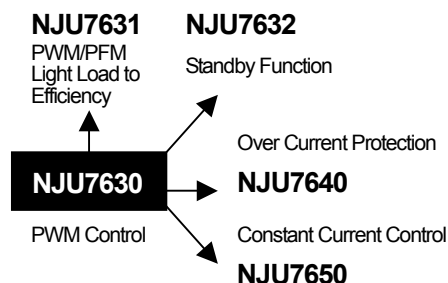 NJU7631
PWM/PFM
Light Load to
Efficiency
NJU7632
Standby Function
NJU7630
PWM Control
Over Current Protection
NJU7640
Constant Current Control
NJU7650